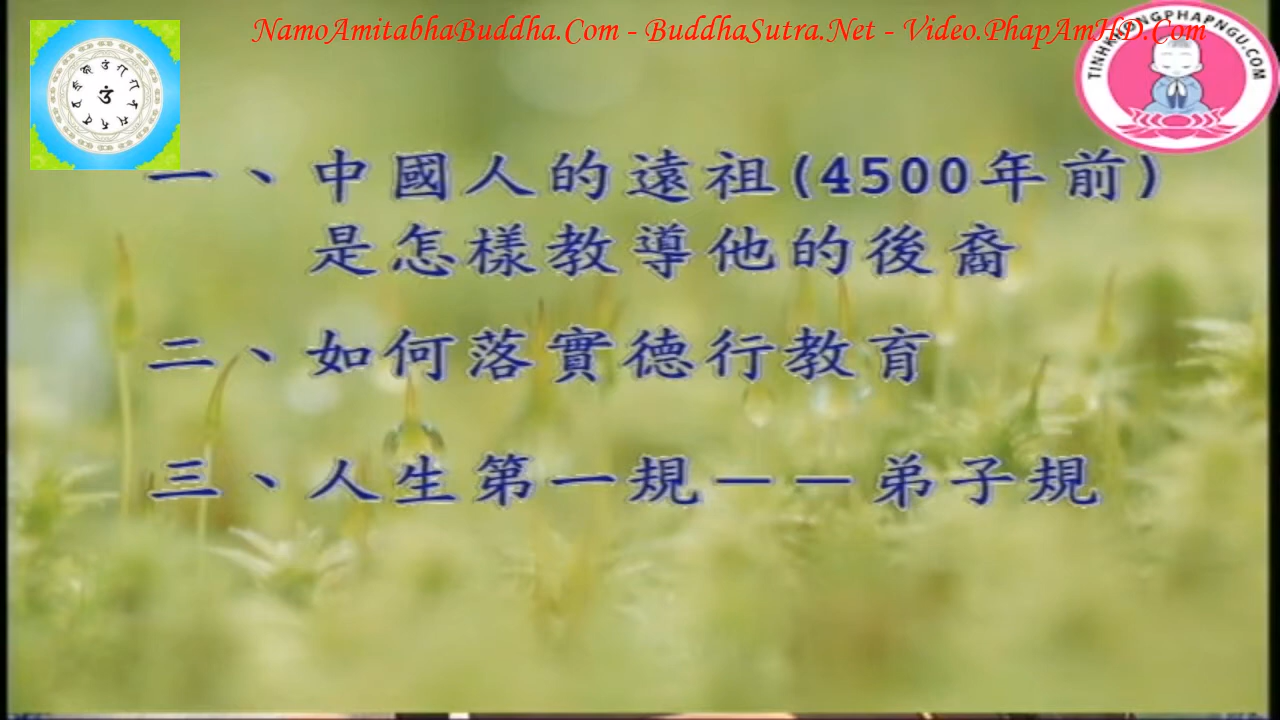 NamoAmitabhaBuddha.Com - BuddhaSutra.Net - Video.PhapAmHD.Com
一、中國人的遠祖(4500年前)
是怎樣教導他的後裔
二、如何落實德行教育
三、人生第一規－－弟子規